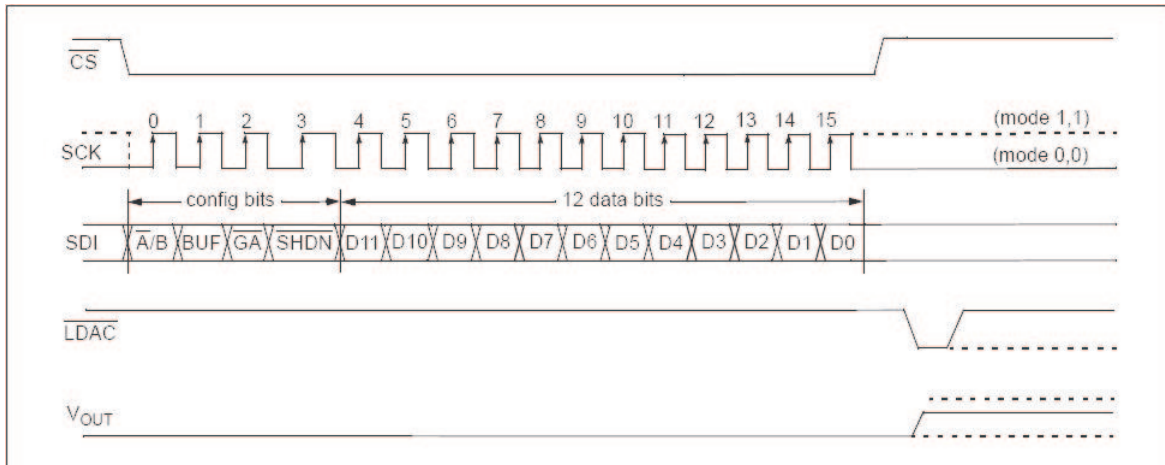 CS
0 1 2 3 4 5 6 7 8 9 10 11 12 13 14 15
(mode 1,1)
SCK
(mode 0,0)
config bits
12 data bits
SDI A/B BUF GA SHDN D11 D10 D9 D8 D7 D6 D5 D4 D3 D2 D1 D0
LDAC
VOUT